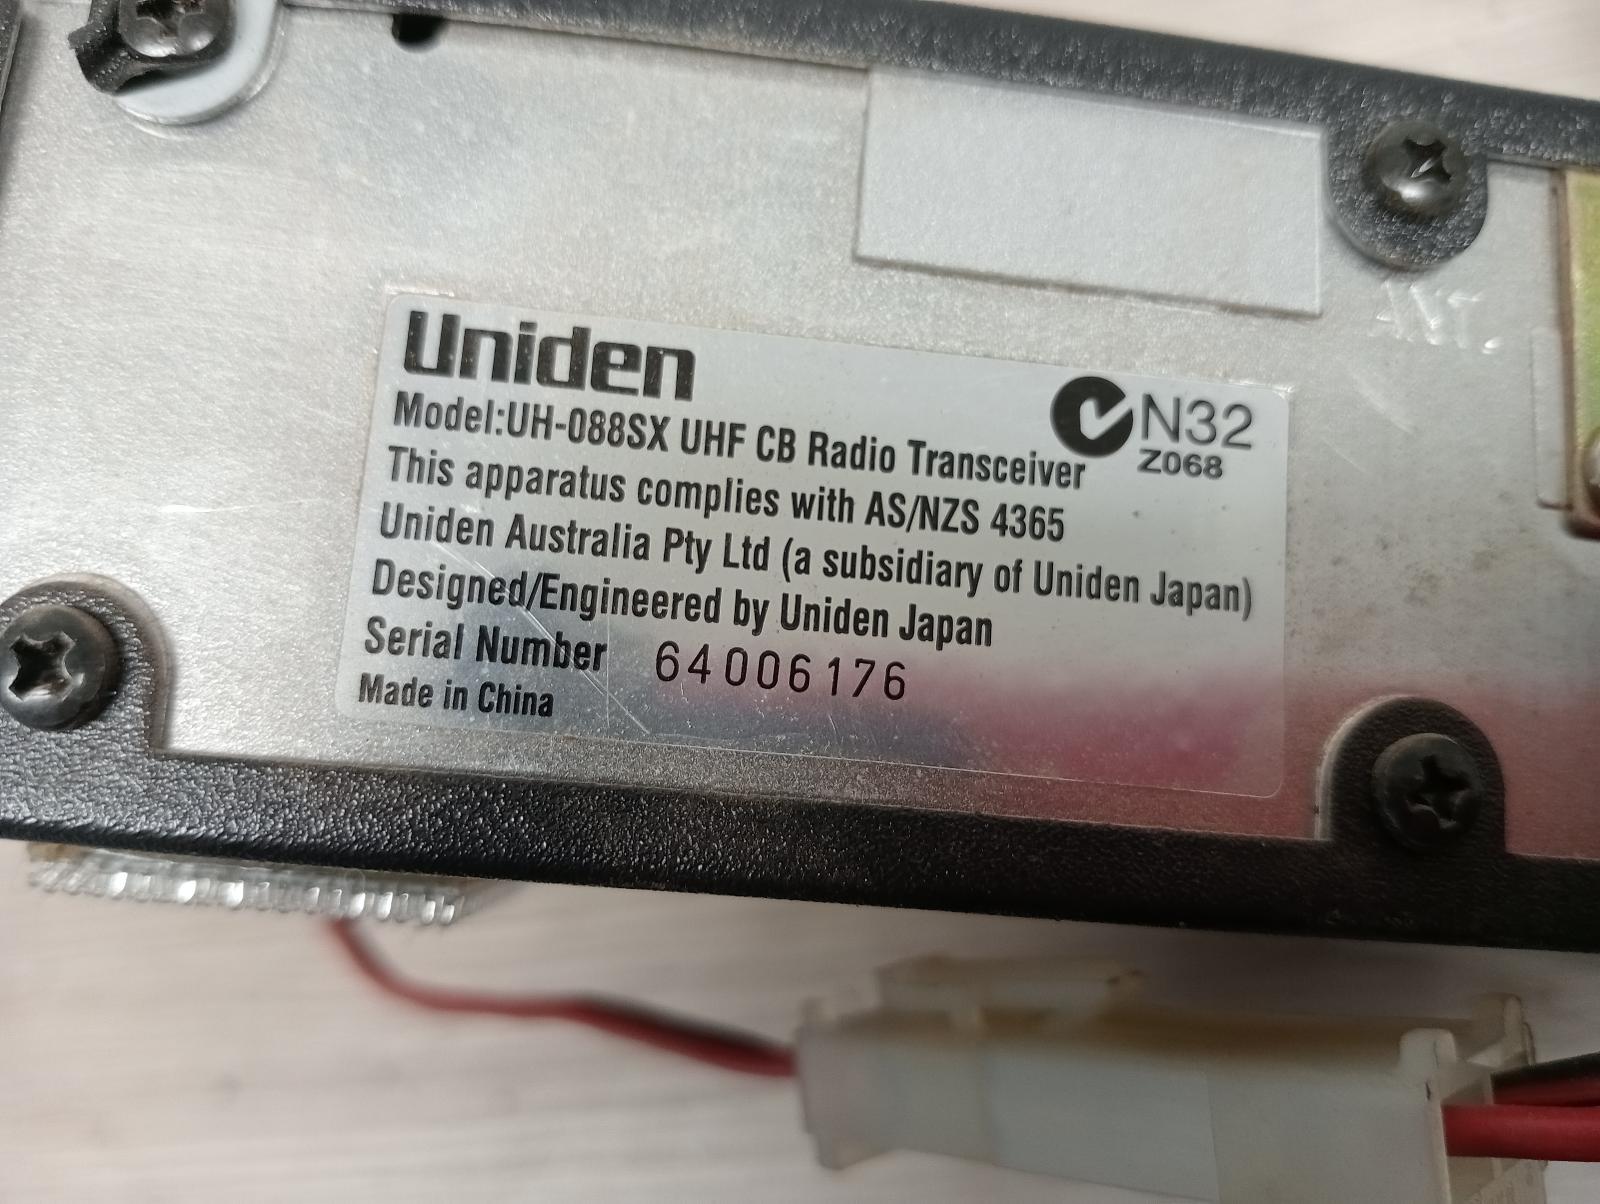 Uniden
N32
Z068
Model:UH-088SX UHF CB Radio Transceiver
This apparatus complies with AS/NZS 4365
Uniden Australia Pty Ltd (a subsidiary of Uniden Japan)
Designed/Engineered by Uniden Japan
Serial Number 64006176
Made in China